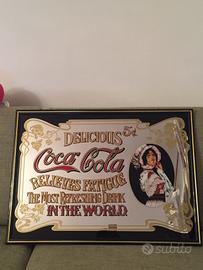 DELICIOUS 5¢
Coca-Cola
RELIEVES FATIGUE
THE MOST REFRESHING DRINK
IN THE WORLD
subito